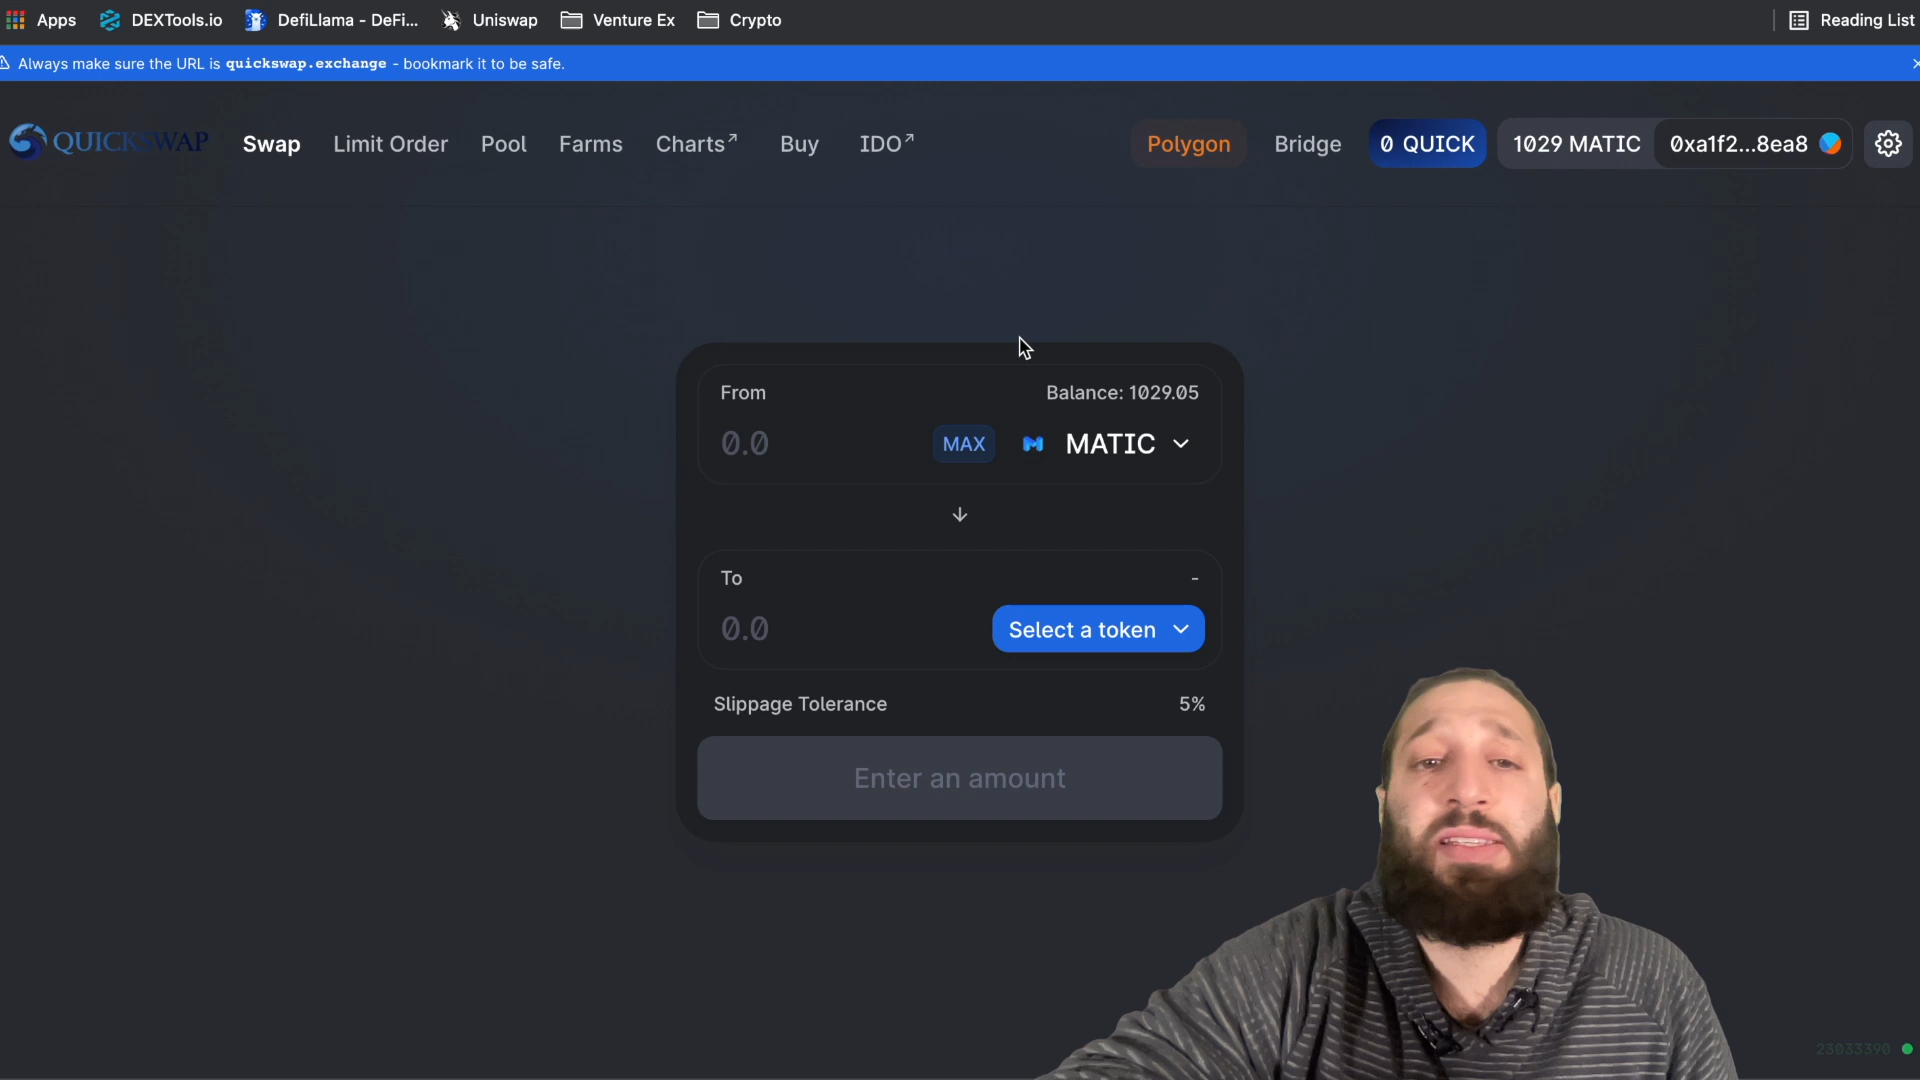 Apps DEXTools.io DefiLlama - DeFi... Uniswap Venture Ex Crypto Reading List
Always make sure the URL is quickswap.exchange - bookmark it to be safe.
QUICKSWAP Swap Limit Order Pool Farms Charts↗ Buy IDO↗ Polygon Bridge 0 QUICK 1029 MATIC 0xa1f2...8ea8
From Balance: 1029.05
0.0 MAX MATIC
To -
0.0 Select a token
Slippage Tolerance 5%
Enter an amount
23033390